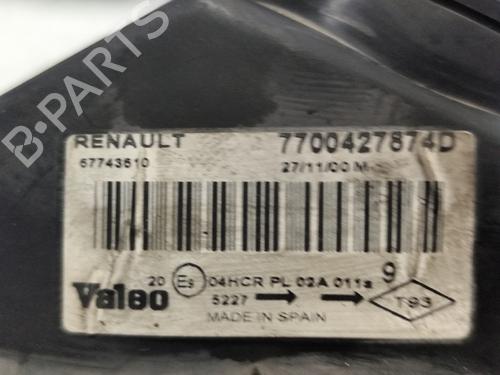 RENAULT 7700427874D
67743610 27/11/00 M
20 E9 04HCR PL 02A 011a 9
Valeo 5227 T93
MADE IN SPAIN
B-PARTS